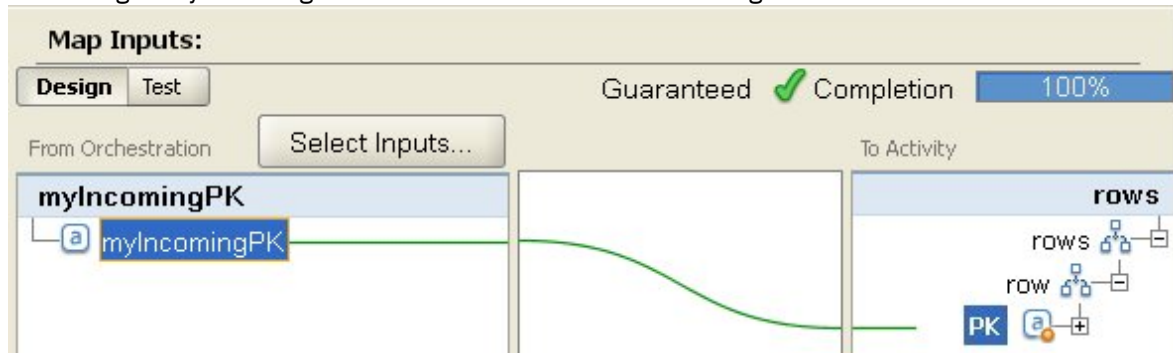 Map Inputs:
Design Test Guaranteed Completion 100%
From Orchestration Select Inputs... To Activity
myIncomingPK rows
a myIncomingPK rows
row
PK a